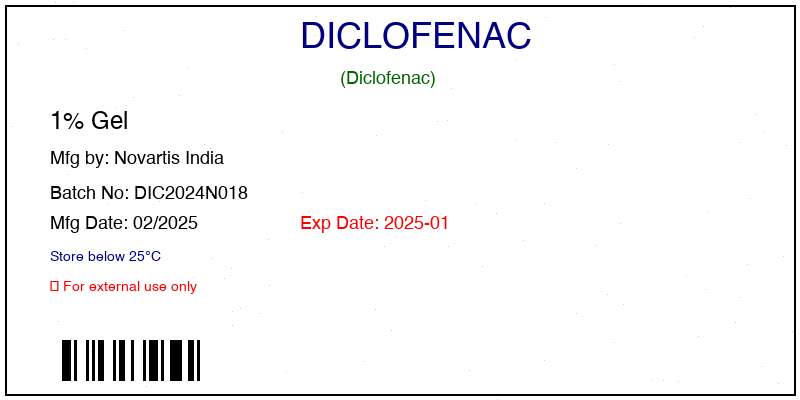 DICLOFENAC
(Diclofenac)
1% Gel
Mfg by: Novartis India
Batch No: DIC2024N018
Mfg Date: 02/2025
Exp Date: 2025-01
Store below 25°C
For external use only